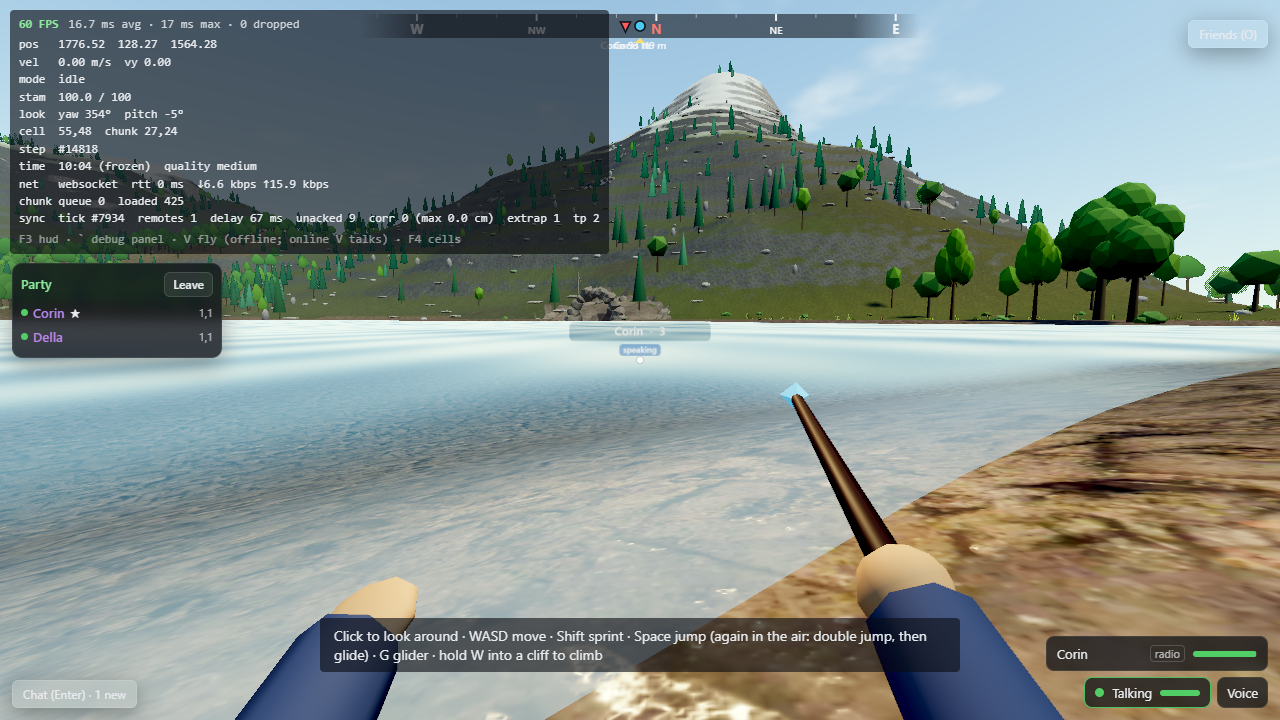 60 FPS 16.7 ms avg · 17 ms max · 0 dropped
pos 1776.52 128.27 1564.28
vel 0.00 m/s vy 0.00
mode idle
stam 100.0 / 100
look yaw 354° pitch -5°
cell 55,48 chunk 27,24
step #14818
time 10:04 (frozen) quality medium
net websocket rtt 0 ms ↓6.6 kbps ↑15.9 kbps
chunk queue 0 loaded 425
sync tick #7934 remotes 1 delay 67 ms unacked 9 corr 0 (max 0.0 cm) extrap 1 tp 2
F3 hud · ` debug panel · V fly (offline; online V talks) · F4 cells
W NW N NE E
Friends (O)
Party Leave
Corin ★ 1,1
Della 1,1
Corin · 3
speaking
Click to look around · WASD move · Shift sprint · Space jump (again in the air: double jump, then
glide) · G glider · hold W into a cliff to climb
Corin radio
Talking Voice
Chat (Enter) · 1 new